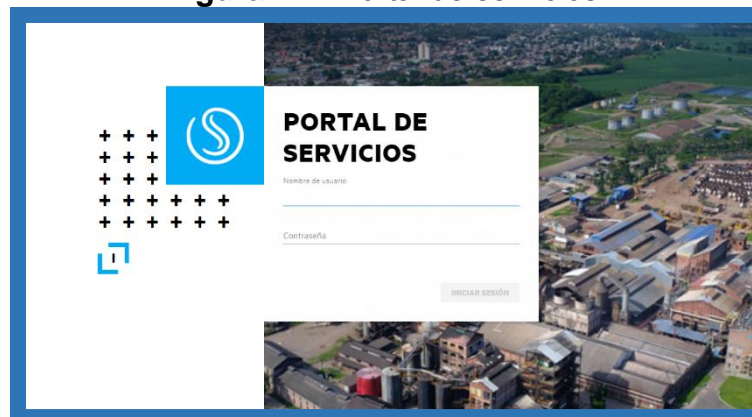 PORTAL DE
SERVICIOS
Nombre de usuario
Contraseña
INICIAR SESIÓN